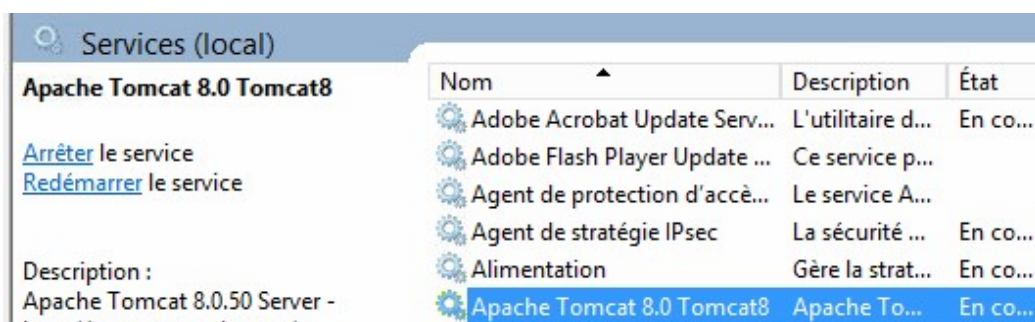 Services (local)
Apache Tomcat 8.0 Tomcat8
Arrêter le service
Redémarrer le service
Description :
Apache Tomcat 8.0.50 Server -
Nom Description État
Adobe Acrobat Update Serv... L'utilitaire d... En co...
Adobe Flash Player Update ... Ce service p...
Agent de protection d'accè... Le service A...
Agent de stratégie IPsec La sécurité ... En co...
Alimentation Gère la strat... En co...
Apache Tomcat 8.0 Tomcat8 Apache To... En co...